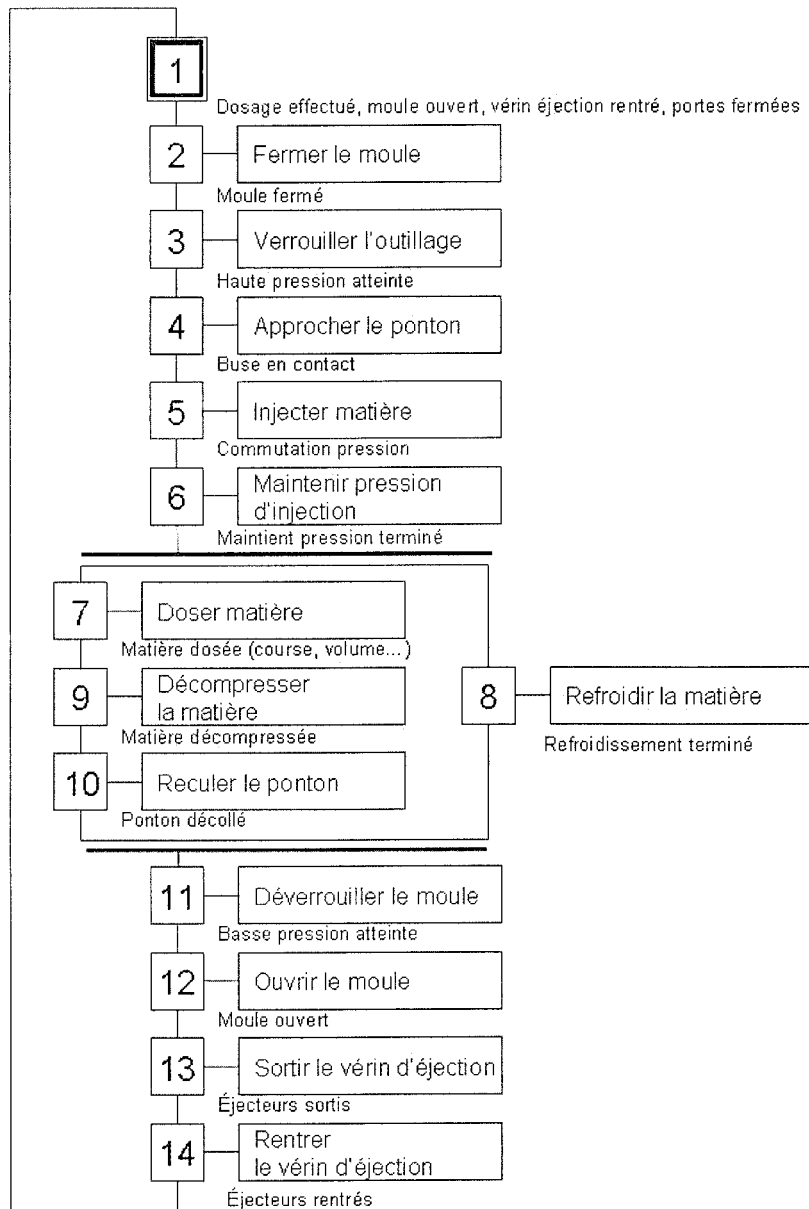 1
Dosage effectué, moule ouvert, vérin éjection rentré, portes fermées
2
Fermer le moule
Moule fermé
3
Verrouiller l'outillage
Haute pression atteinte
4
Approcher le ponton
Buse en contact
5
Injecter matière
Commutation pression
6
Maintenir pression
d'injection
Maintient pression terminé
7
Doser matière
Matière dosée (course, volume...)
9
Décompresser
la matière
Matière décompressée
10
Reculer le ponton
Ponton décollé
8
Refroidir la matière
Refroidissement terminé
11
Déverrouiller le moule
Basse pression atteinte
12
Ouvrir le moule
Moule ouvert
13
Sortir le vérin d'éjection
Éjecteurs sortis
14
Rentrer
le vérin d'éjection
Éjecteurs rentrés